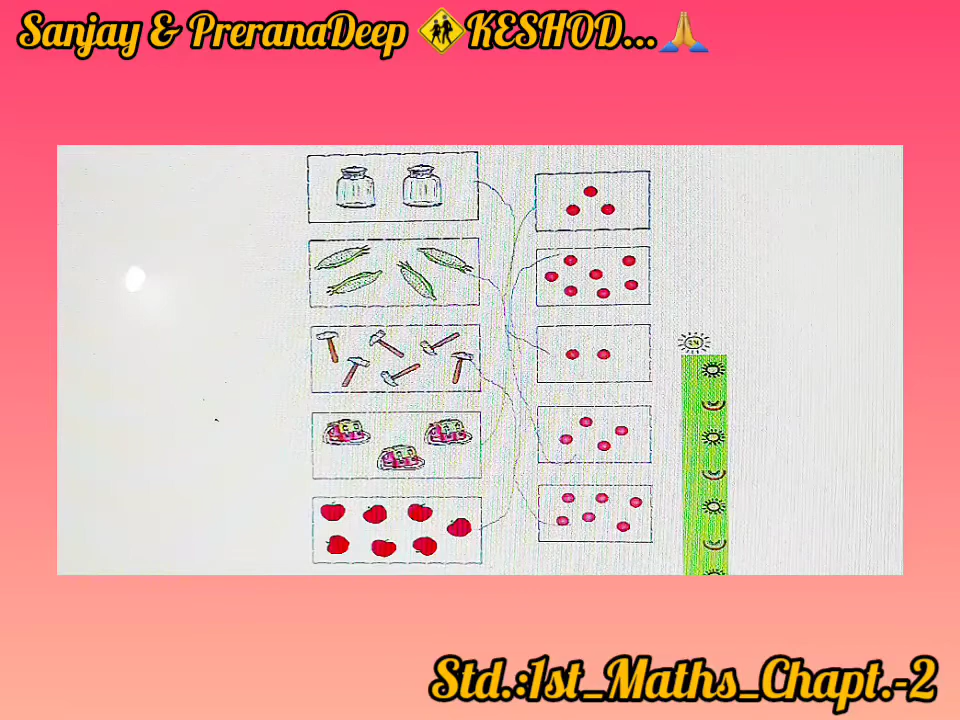 Sanjay & PreranaDeep 🚸KESHOD...🙏
Std.:1st_Maths_Chapt.-2